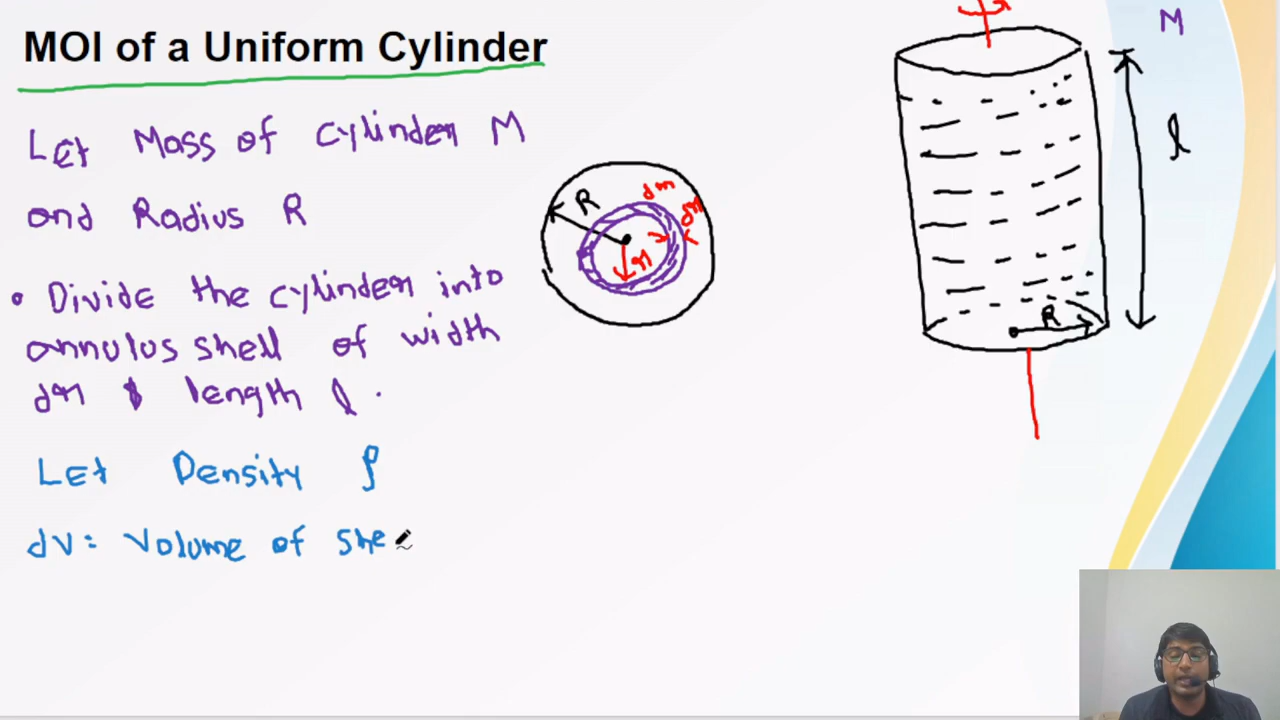 MOI of a Uniform Cylinder
Let Mass of cylinder M
and Radius R
• Divide the cylinder into
annulus shell of width
dr & length l.
Let Density ρ
dv = Volume of She
R
dm
dr
r
M
l
R